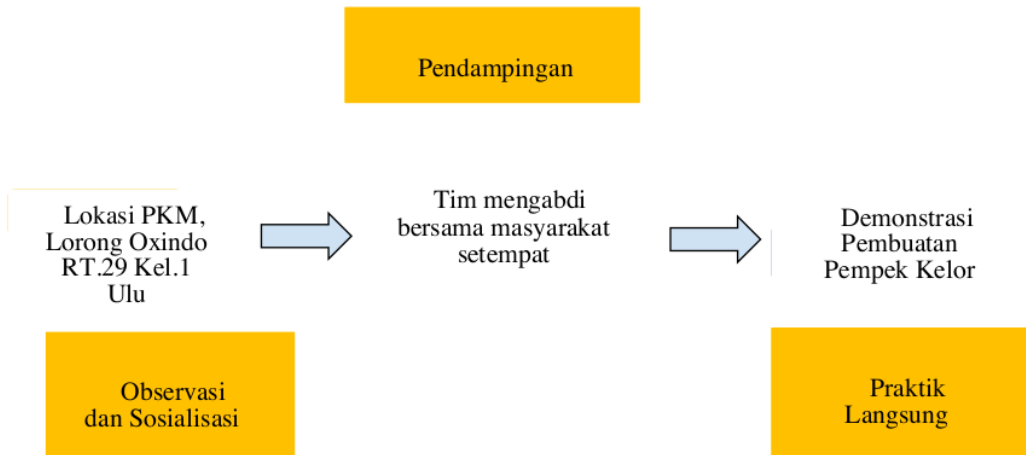 Pendampingan
Lokasi PKM,
Lorong Oxindo
RT.29 Kel.1
Ulu
Tim mengabdi
bersama masyarakat
setempat
Demonstrasi
Pembuatan
Pempek Kelor
Observasi
dan Sosialisasi
Praktik
Langsung